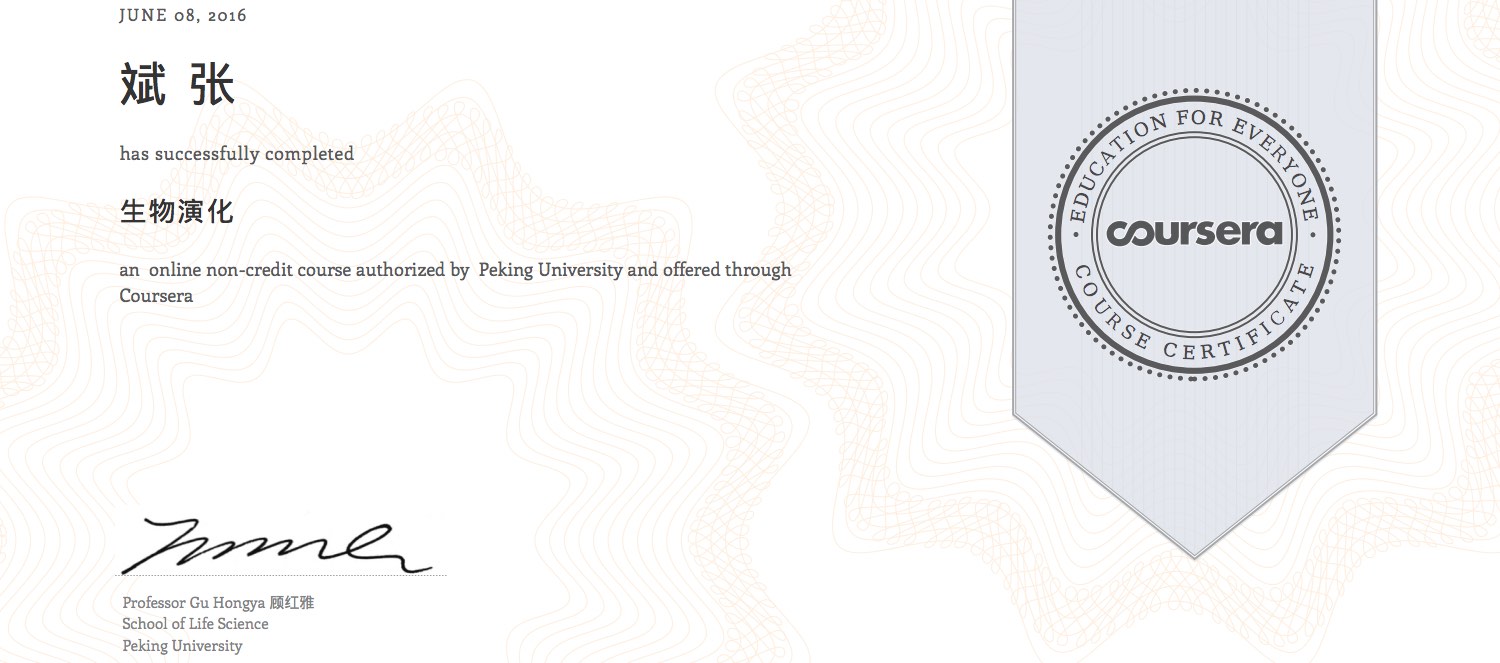 JUNE 08, 2016
斌 张
has successfully completed
生物演化
an online non-credit course authorized by Peking University and offered through
Coursera
EDUCATION FOR EVERYONE
coursera
COURSE CERTIFICATE
Professor Gu Hongya 顾红雅
School of Life Science
Peking University